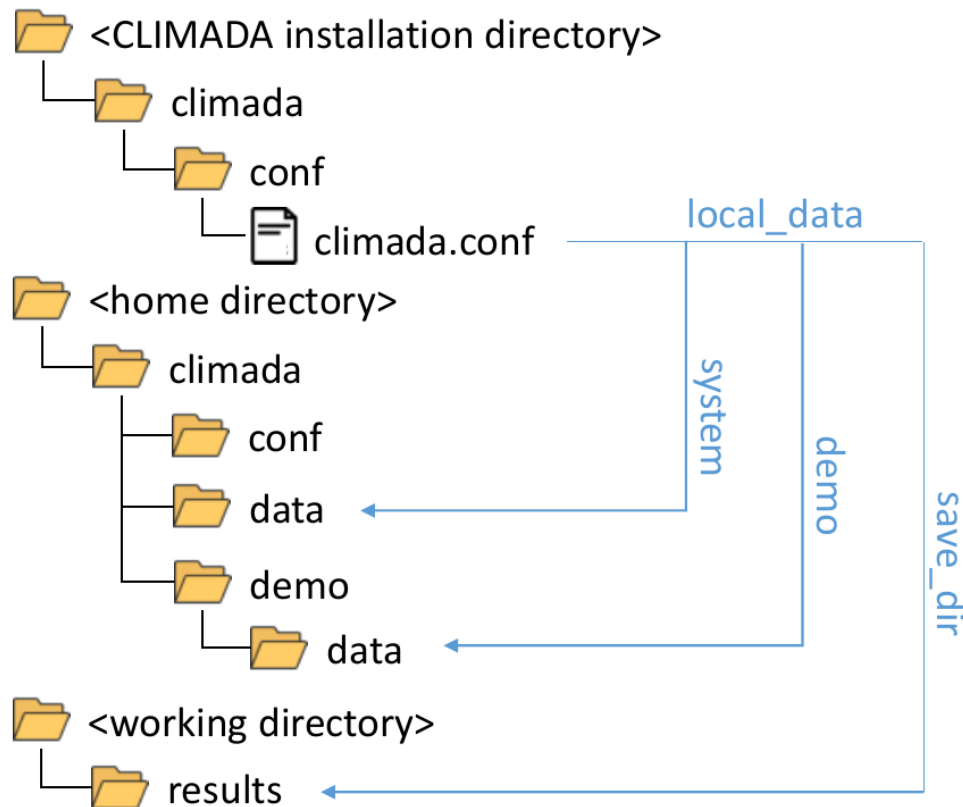 <CLIMADA installation directory>
climada
conf
climada.conf
local_data
<home directory>
climada
system
conf
demo
data
save_dir
demo
data
<working directory>
results